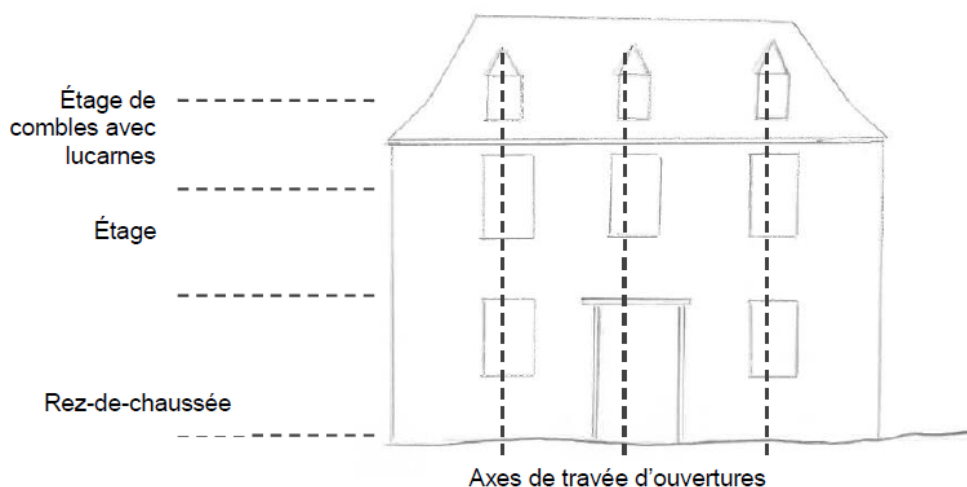 Étage de
combles avec
lucarnes
Étage
Rez-de-chaussée
Axes de travée d'ouvertures